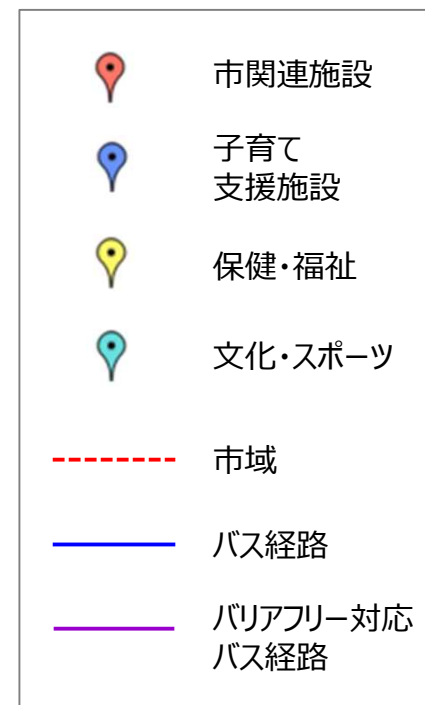 市関連施設
子育て
支援施設
保健・福祉
文化・スポーツ
市域
バス経路
バリアフリー対応
バス経路